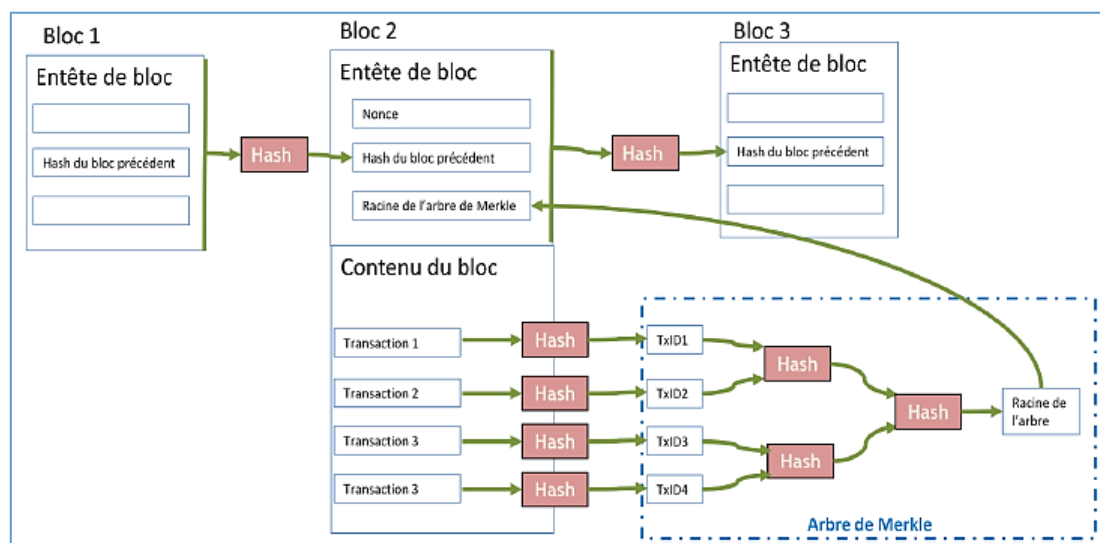 Bloc 1
Entête de bloc
Hash du bloc précédent
Hash
Bloc 2
Entête de bloc
Nonce
Hash du bloc précédent
Racine de l'arbre de Merkle
Hash
Bloc 3
Entête de bloc
Hash du bloc précédent
Contenu du bloc
Transaction 1
Hash
TxID1
Transaction 2
Hash
TxID2
Transaction 3
Hash
TxID3
Transaction 3
Hash
TxID4
Hash
Hash
Hash
Racine de
l'arbre
Arbre de Merkle